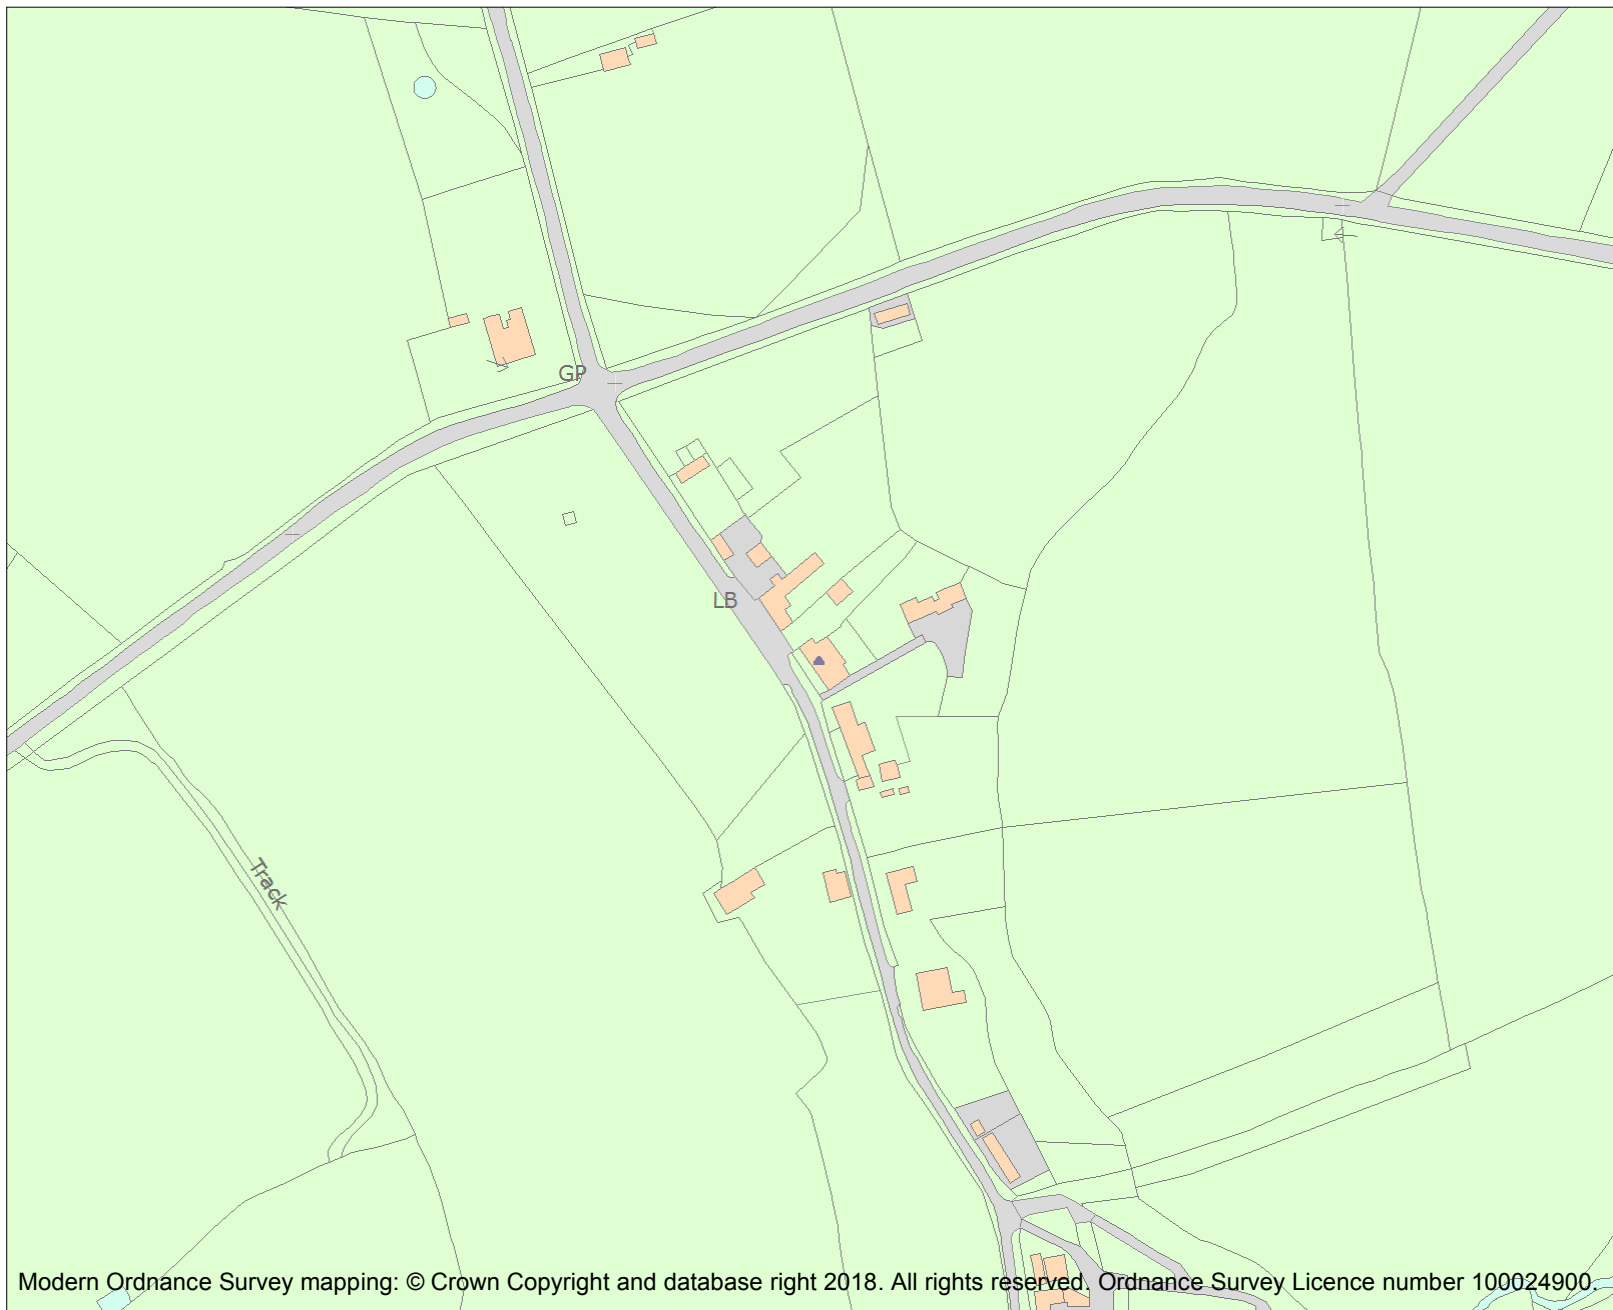 GP
LB
Track
Modern Ordnance Survey mapping: © Crown Copyright and database right 2018. All rights reserved. Ordnance Survey Licence number 100024900.